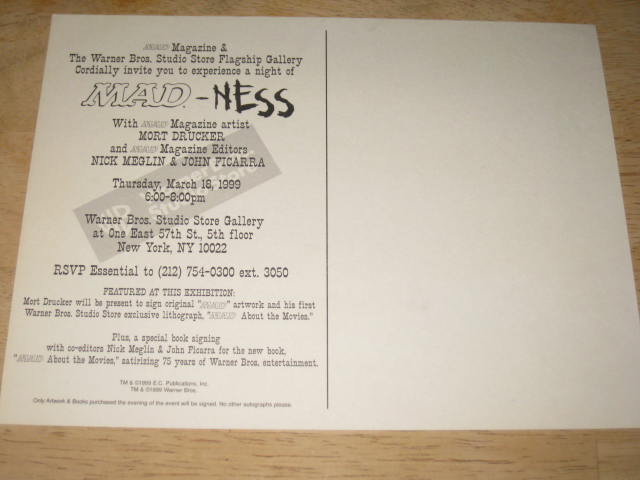 MAD Magazine &
The Warner Bros. Studio Store Flagship Gallery
Cordially invite you to experience a night of
MAD-NESS
With MAD Magazine artist
MORT DRUCKER
and MAD Magazine Editors
NICK MEGLIN & JOHN FICARRA
Thursday, March 18, 1999
6:00-8:00pm
Warner Bros. Studio Store Gallery
at One East 57th St., 5th floor
New York, NY 10022
RSVP Essential to (212) 754-0300 ext. 3050
FEATURED AT THIS EXHIBITION:
Mort Drucker will be present to sign original "MAD" artwork and his first
Warner Bros. Studio Store exclusive lithograph, "MAD About the Movies."
Plus, a special book signing
with co-editors Nick Meglin & John Ficarra for the new book,
"MAD About the Movies," satirizing 75 years of Warner Bros. entertainment.
TM & ©1999 E.C. Publications, Inc.
TM & ©1999 Warner Bros.
Only Artwork & Books purchased the evening of the event will be signed. No other autographs please.